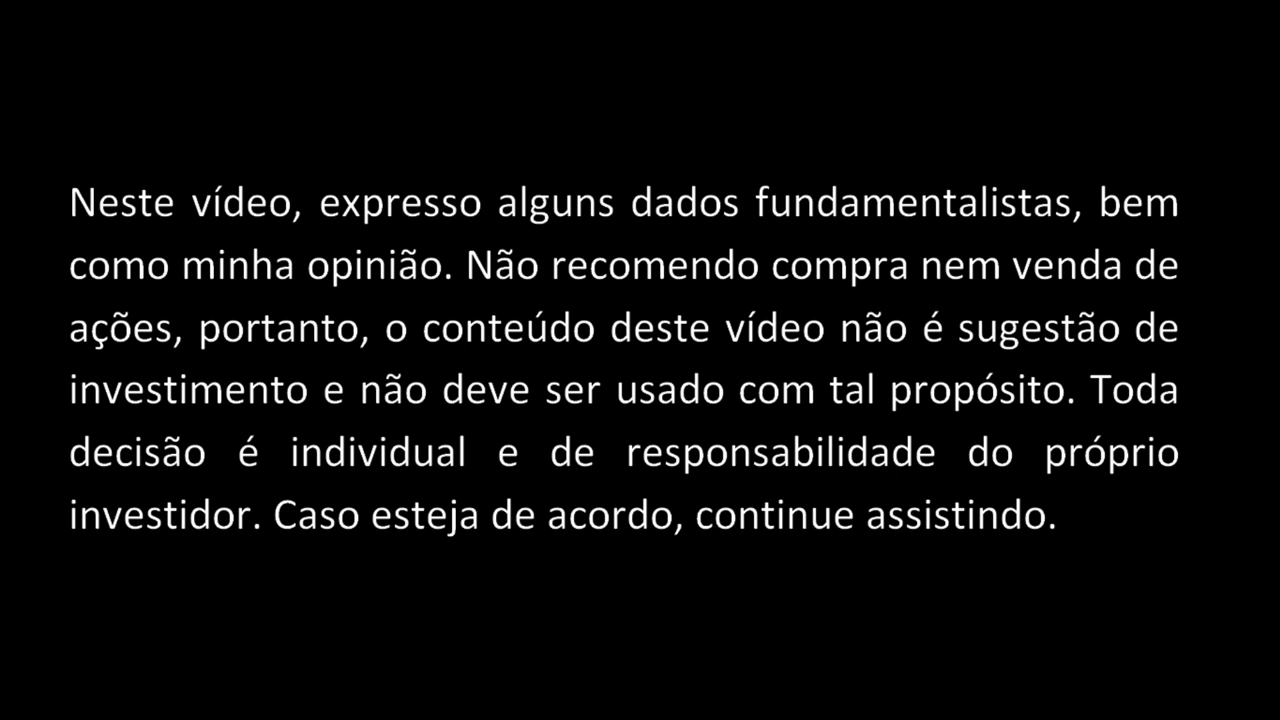 Neste vídeo, expresso alguns dados fundamentalistas, bem
como minha opinião. Não recomendo compra nem venda de
ações, portanto, o conteúdo deste vídeo não é sugestão de
investimento e não deve ser usado com tal propósito. Toda
decisão é individual e de responsabilidade do próprio
investidor. Caso esteja de acordo, continue assistindo.